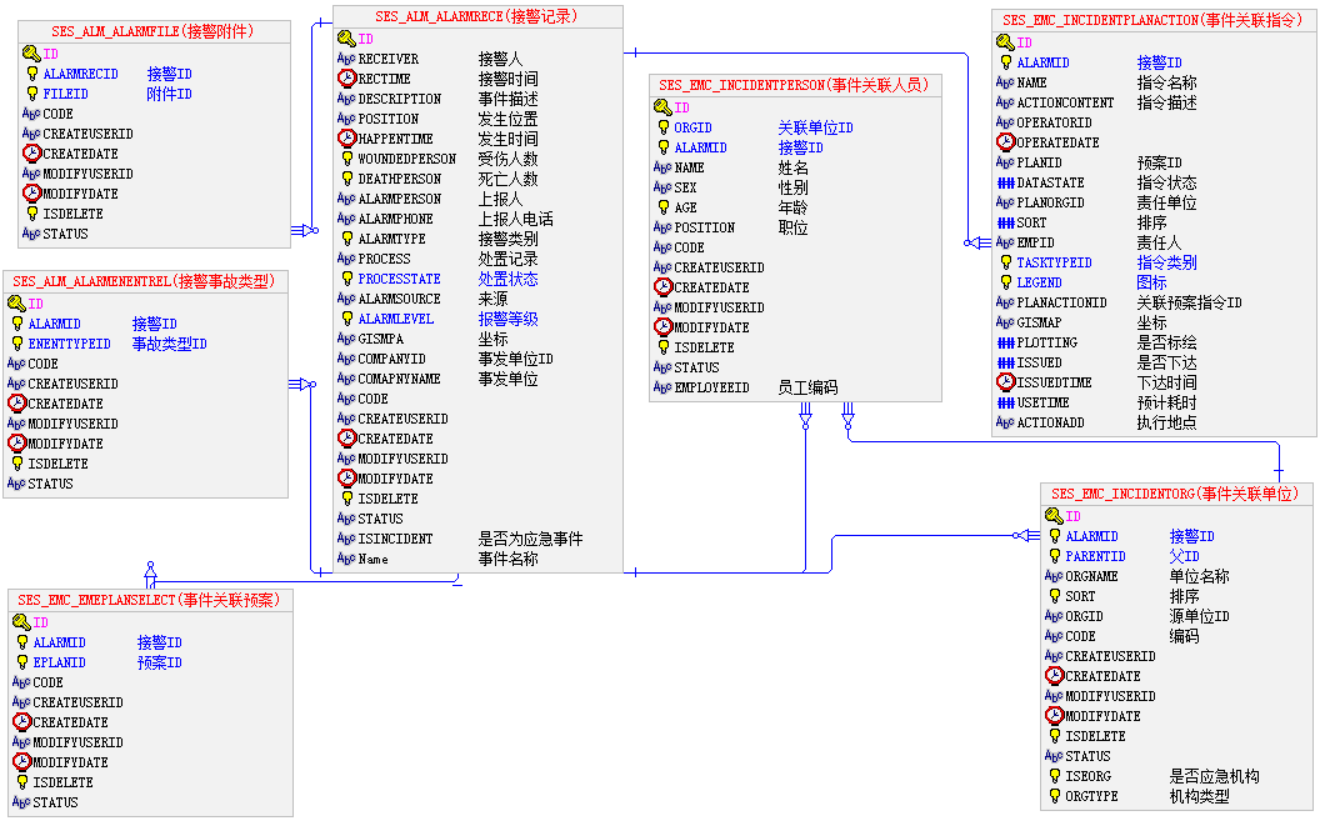 SES_ALM_ALARMFILE(接警附件)
ID
ALARMRECID 接警ID
FILEID 附件ID
CODE
CREATEUSERID
CREATEDATE
MODIFYUSERID
MODIFYDATE
ISDELETE
STATUS
SES_ALM_ALARMENENTREL(接警事故类型)
ID
ALARMID 接警ID
ENENTTYPEID 事故类型ID
CODE
CREATEUSERID
CREATEDATE
MODIFYUSERID
MODIFYDATE
ISDELETE
STATUS
SES_EMC_EMEPLANSELECT(事件关联预案)
ID
ALARMID 接警ID
EPLANID 预案ID
CODE
CREATEUSERID
CREATEDATE
MODIFYUSERID
MODIFYDATE
ISDELETE
STATUS
SES_ALM_ALARMRECE(接警记录)
ID
RECEIVER 接警人
RECTIME 接警时间
DESCRIPTION 事件描述
POSITION 发生位置
HAPPENTIME 发生时间
WOUNDEDPERSON 受伤人数
DEATHPERSON 死亡人数
ALARMPERSON 上报人
ALARMPHONE 上报人电话
ALARMTYPE 接警类别
PROCESS 处置记录
PROCESSTATE 处置状态
ALARMSOURCE 来源
ALARMLEVEL 报警等级
GISMPA 坐标
COMPANYID 事发单位ID
COMAPNYNAME 事发单位
CODE
CREATEUSERID
CREATEDATE
MODIFYUSERID
MODIFYDATE
ISDELETE
STATUS
ISINCIDENT 是否为应急事件
Name 事件名称
SES_EMC_INCIDENTPERSON(事件关联人员)
ID
ORGID 关联单位ID
ALARMID 接警ID
NAME 姓名
SEX 性别
AGE 年龄
POSITION 职位
CODE
CREATEUSERID
CREATEDATE
MODIFYUSERID
MODIFYDATE
ISDELETE
STATUS
EMPLOYEEID 员工编码
SES_EMC_INCIDENTPLANACTION(事件关联指令)
ID
ALARMID 接警ID
NAME 指令名称
ACTIONCONTENT 指令描述
OPERATORID
OPERATEDATE
PLANID 预案ID
DATASTATE 指令状态
PLANORGID 责任单位
SORT 排序
EMPID 责任人
TASKTYPEID 指令类别
LEGEND 图标
PLANACTIONID 关联预案指令ID
GISMAP 坐标
PLOTTING 是否标绘
ISSUED 是否下达
ISSUEDTIME 下达时间
USETIME 预计耗时
ACTIONADD 执行地点
SES_EMC_INCIDENTORG(事件关联单位)
ID
ALARMID 接警ID
PARENTID 父ID
ORGNAME 单位名称
SORT 排序
ORGID 源单位ID
CODE 编码
CREATEUSERID
CREATEDATE
MODIFYUSERID
MODIFYDATE
ISDELETE
STATUS
ISEORG 是否应急机构
ORGTYPE 机构类型